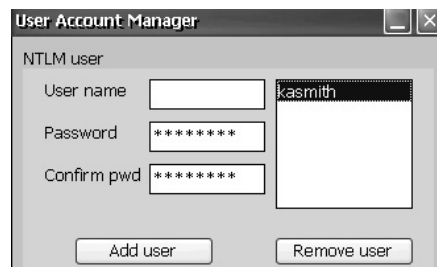 User Account Manager
NTLM user
User name
kasmith
Password ********
Confirm pwd ********
Add user Remove user